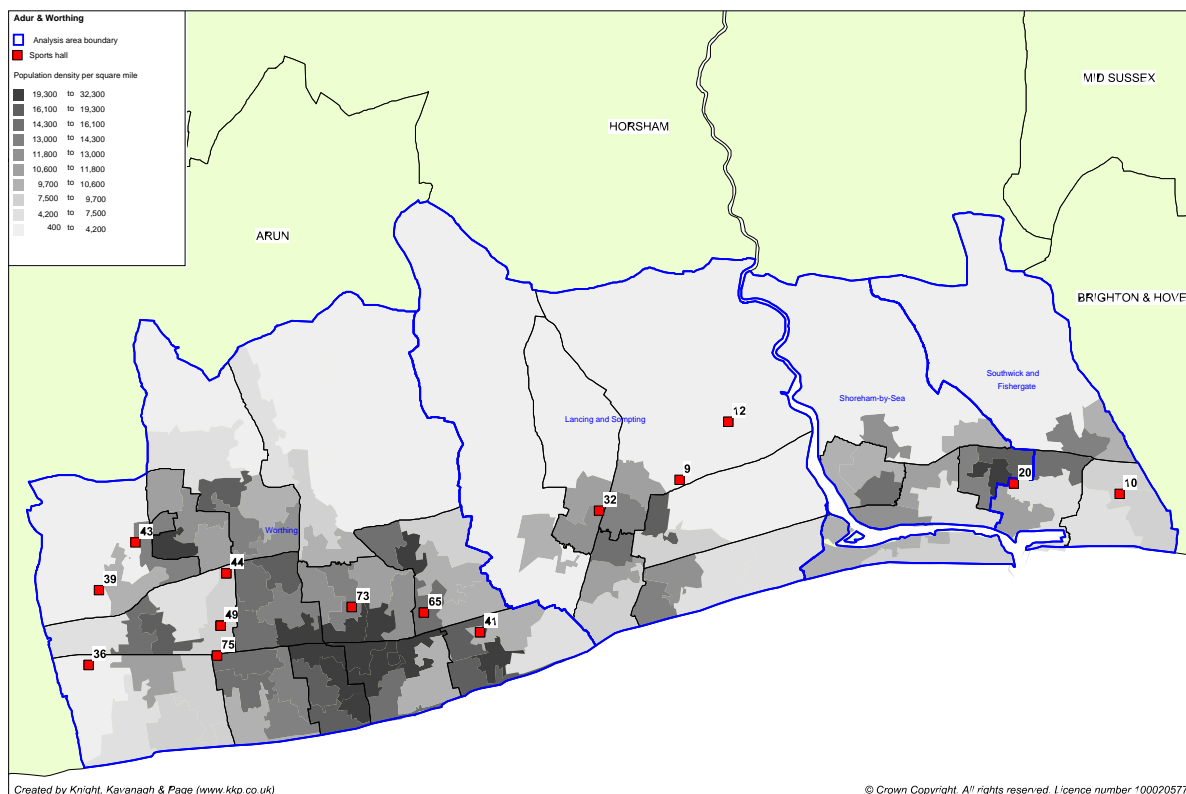 Adur & Worthing
Analysis area boundary
Sports hall
Population density per square mile
19,300 to 32,300
16,100 to 19,300
14,300 to 16,100
13,000 to 14,300
11,800 to 13,000
10,600 to 11,800
9,700 to 10,600
7,500 to 9,700
4,200 to 7,500
400 to 4,200
MID SUSSEX
HORSHAM
ARUN
BRIGHTON & HOVE
Southwick and
Fishergate
Shoreham-by-Sea
Lancing and Sompting
12
9
20
10
32
Worthing
43
44
39
73
65
49
41
75
36
Created by Knight, Kavanagh & Page (www.kkp.co.uk)
© Crown Copyright. All rights reserved. Licence number 100020577